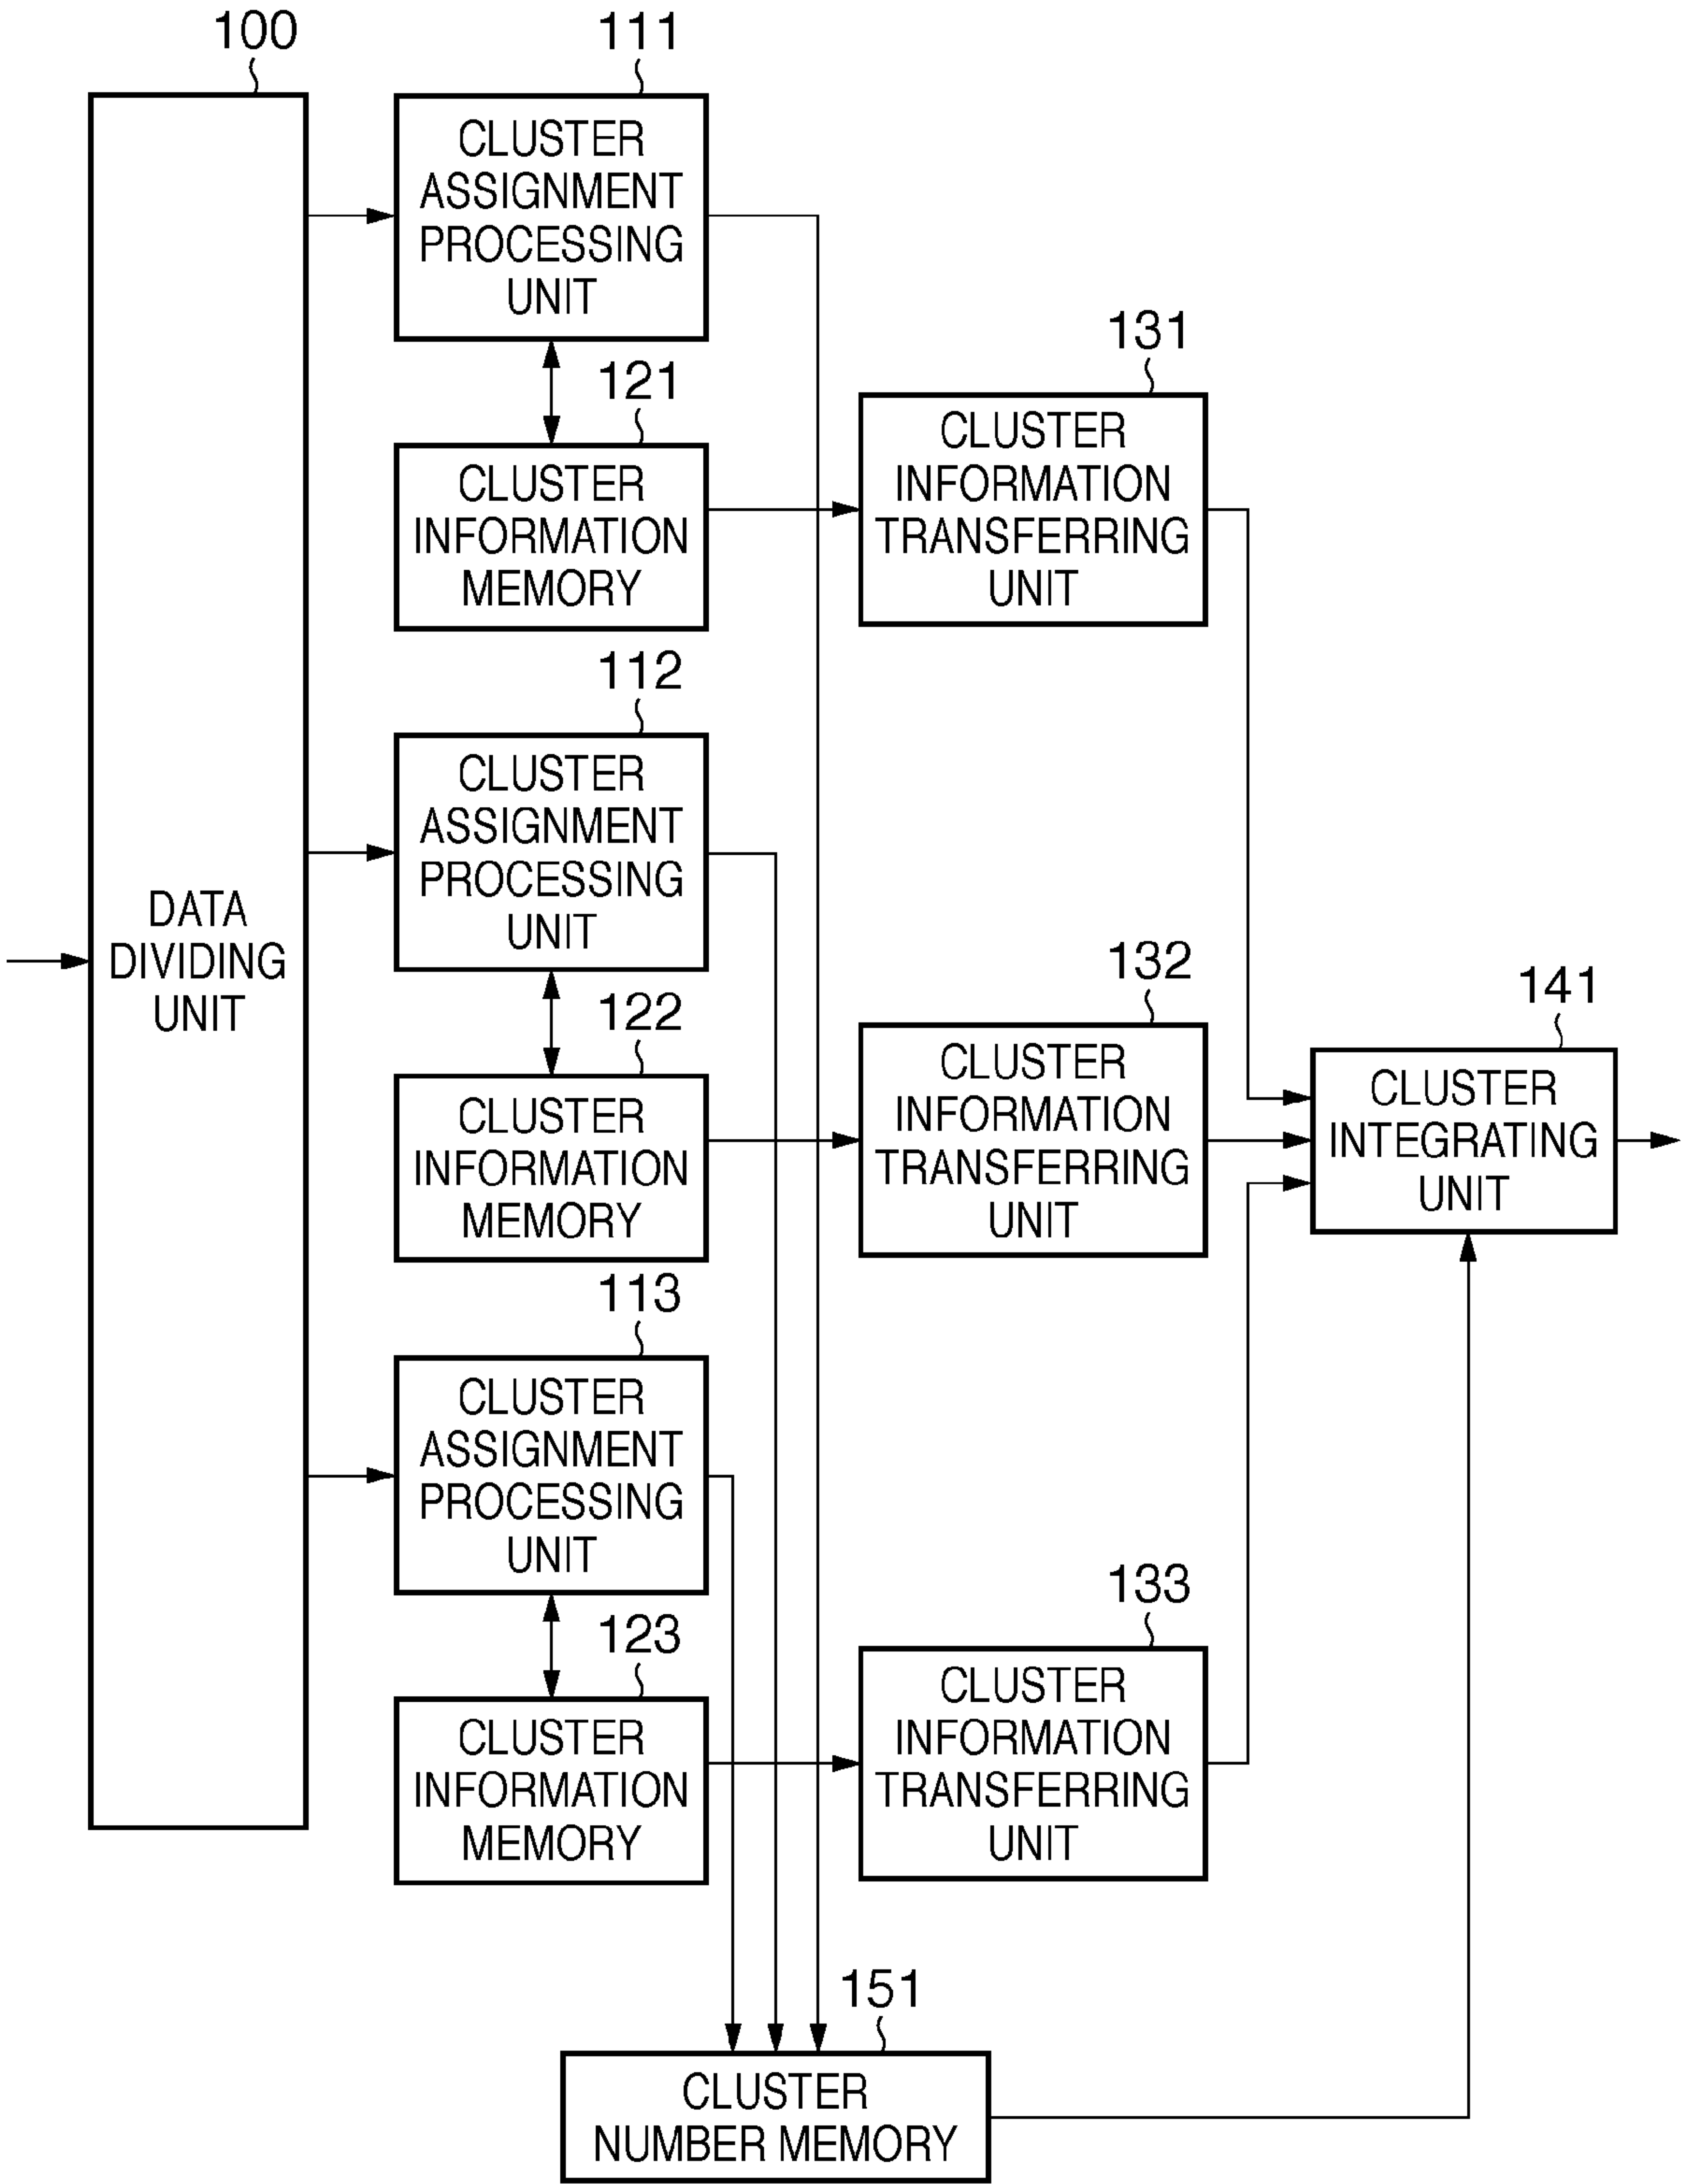 100
DATA
DIVIDING
UNIT
111
CLUSTER
ASSIGNMENT
PROCESSING
UNIT
121
CLUSTER
INFORMATION
MEMORY
131
CLUSTER
INFORMATION
TRANSFERRING
UNIT
112
CLUSTER
ASSIGNMENT
PROCESSING
UNIT
122
CLUSTER
INFORMATION
MEMORY
132
CLUSTER
INFORMATION
TRANSFERRING
UNIT
141
CLUSTER
INTEGRATING
UNIT
113
CLUSTER
ASSIGNMENT
PROCESSING
UNIT
123
CLUSTER
INFORMATION
MEMORY
133
CLUSTER
INFORMATION
TRANSFERRING
UNIT
151
CLUSTER
NUMBER MEMORY